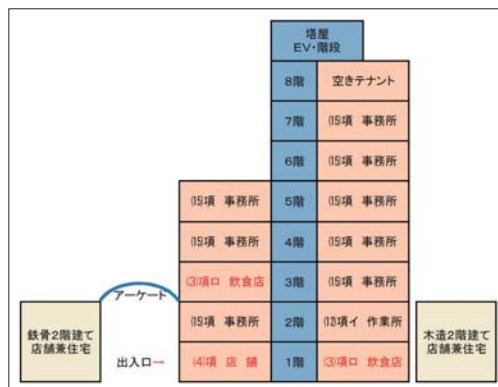 塔屋
EV・階段
8階 空きテナント
7階 ⒂項 事務所
6階 ⒂項 事務所
⒂項 事務所 5階 ⒂項 事務所
⒂項 事務所 4階 ⒂項 事務所
⑶項ロ 飲食店 3階 ⒂項 事務所
アーケート
⒂項 事務所 2階 ⑿項イ 作業所
鉄骨2階建て
店舗兼住宅
木造2階建て
店舗兼住宅
出入口→ ⑷項 店 舗 1階 ⑶項ロ 飲食店